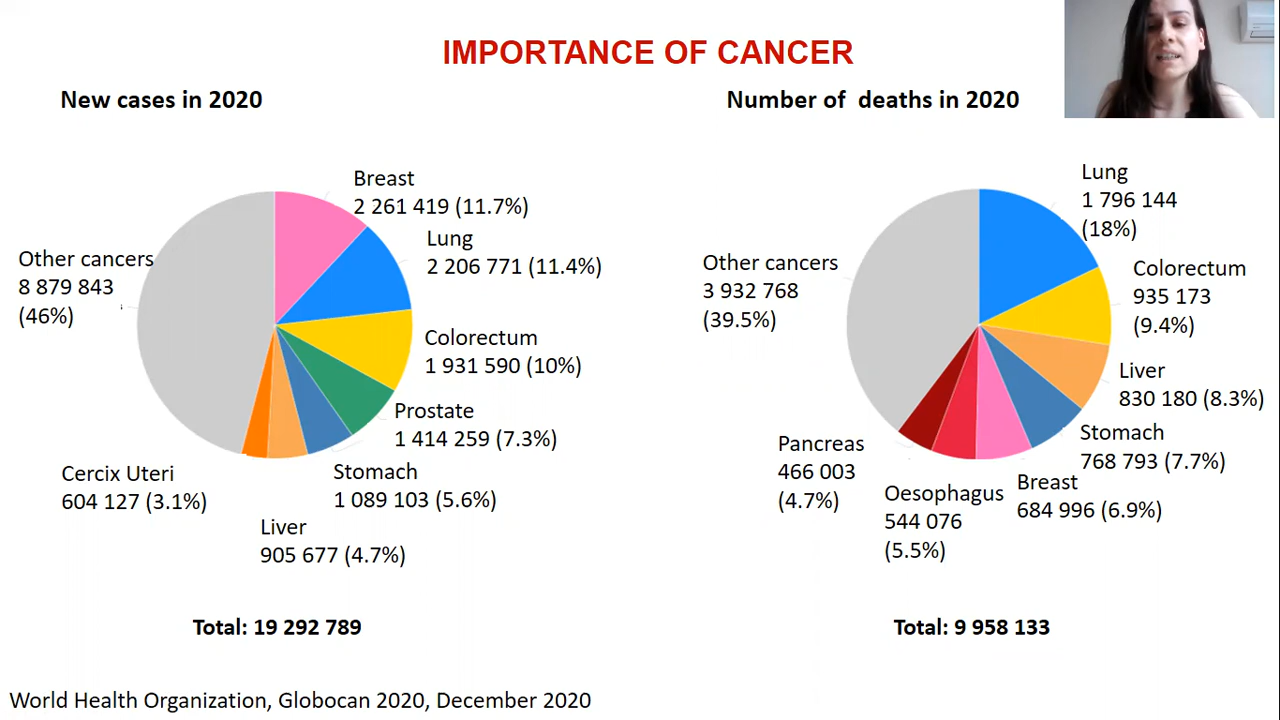 IMPORTANCE OF CANCER
New cases in 2020
Breast
2 261 419 (11.7%)
Lung
2 206 771 (11.4%)
Colorectum
1 931 590 (10%)
Prostate
1 414 259 (7.3%)
Stomach
1 089 103 (5.6%)
Liver
905 677 (4.7%)
Cercix Uteri
604 127 (3.1%)
Other cancers
8 879 843
(46%)
Total: 19 292 789
Number of deaths in 2020
Lung
1 796 144
(18%)
Colorectum
935 173
(9.4%)
Liver
830 180 (8.3%)
Stomach
768 793 (7.7%)
Breast
684 996 (6.9%)
Oesophagus
544 076
(5.5%)
Pancreas
466 003
(4.7%)
Other cancers
3 932 768
(39.5%)
Total: 9 958 133
World Health Organization, Globocan 2020, December 2020